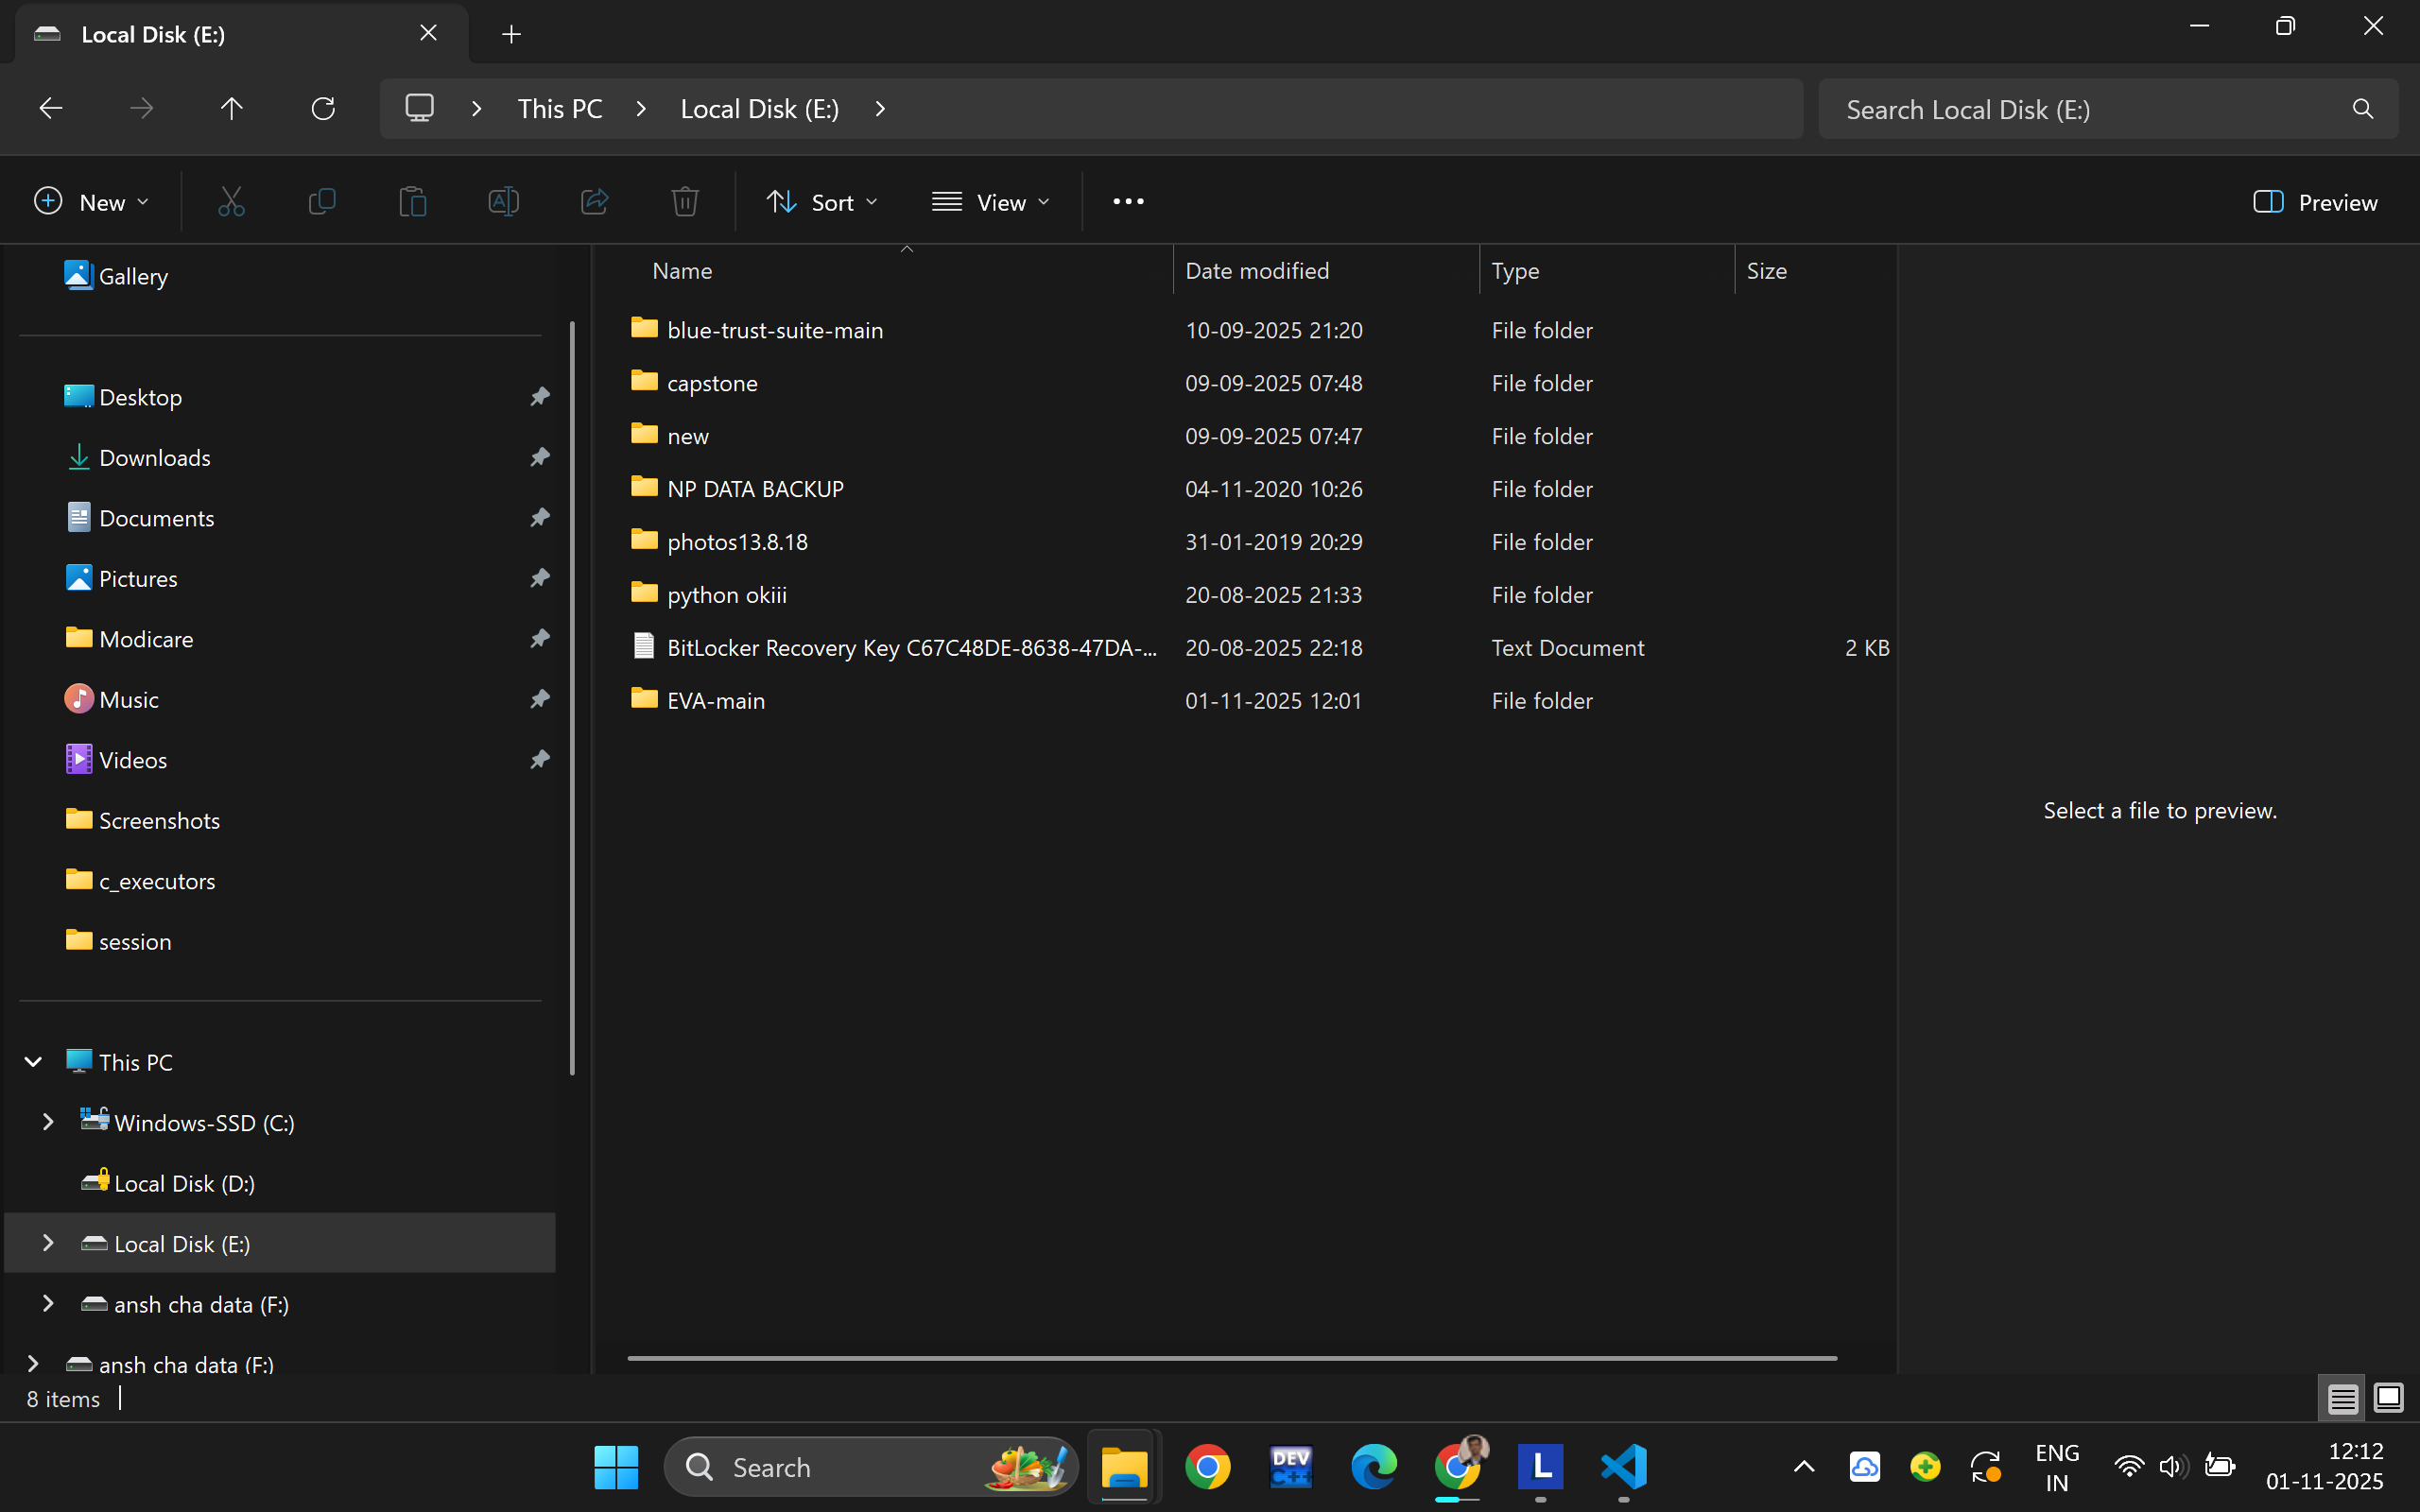 Local Disk (E:)
This PC > Local Disk (E:) >
Search Local Disk (E:)
New
Sort
View
Preview
Gallery
Desktop
Downloads
Documents
Pictures
Modicare
Music
Videos
Screenshots
c_executors
session
This PC
Windows-SSD (C:)
Local Disk (D:)
Local Disk (E:)
ansh cha data (F:)
ansh cha data (F:)
Name Date modified Type Size
blue-trust-suite-main 10-09-2025 21:20 File folder
capstone 09-09-2025 07:48 File folder
new 09-09-2025 07:47 File folder
NP DATA BACKUP 04-11-2020 10:26 File folder
photos13.8.18 31-01-2019 20:29 File folder
python okiii 20-08-2025 21:33 File folder
BitLocker Recovery Key C67C48DE-8638-47DA-... 20-08-2025 22:18 Text Document 2 KB
EVA-main 01-11-2025 12:01 File folder
Select a file to preview.
8 items
Search
DEV C++
L
ENG
IN
12:12
01-11-2025